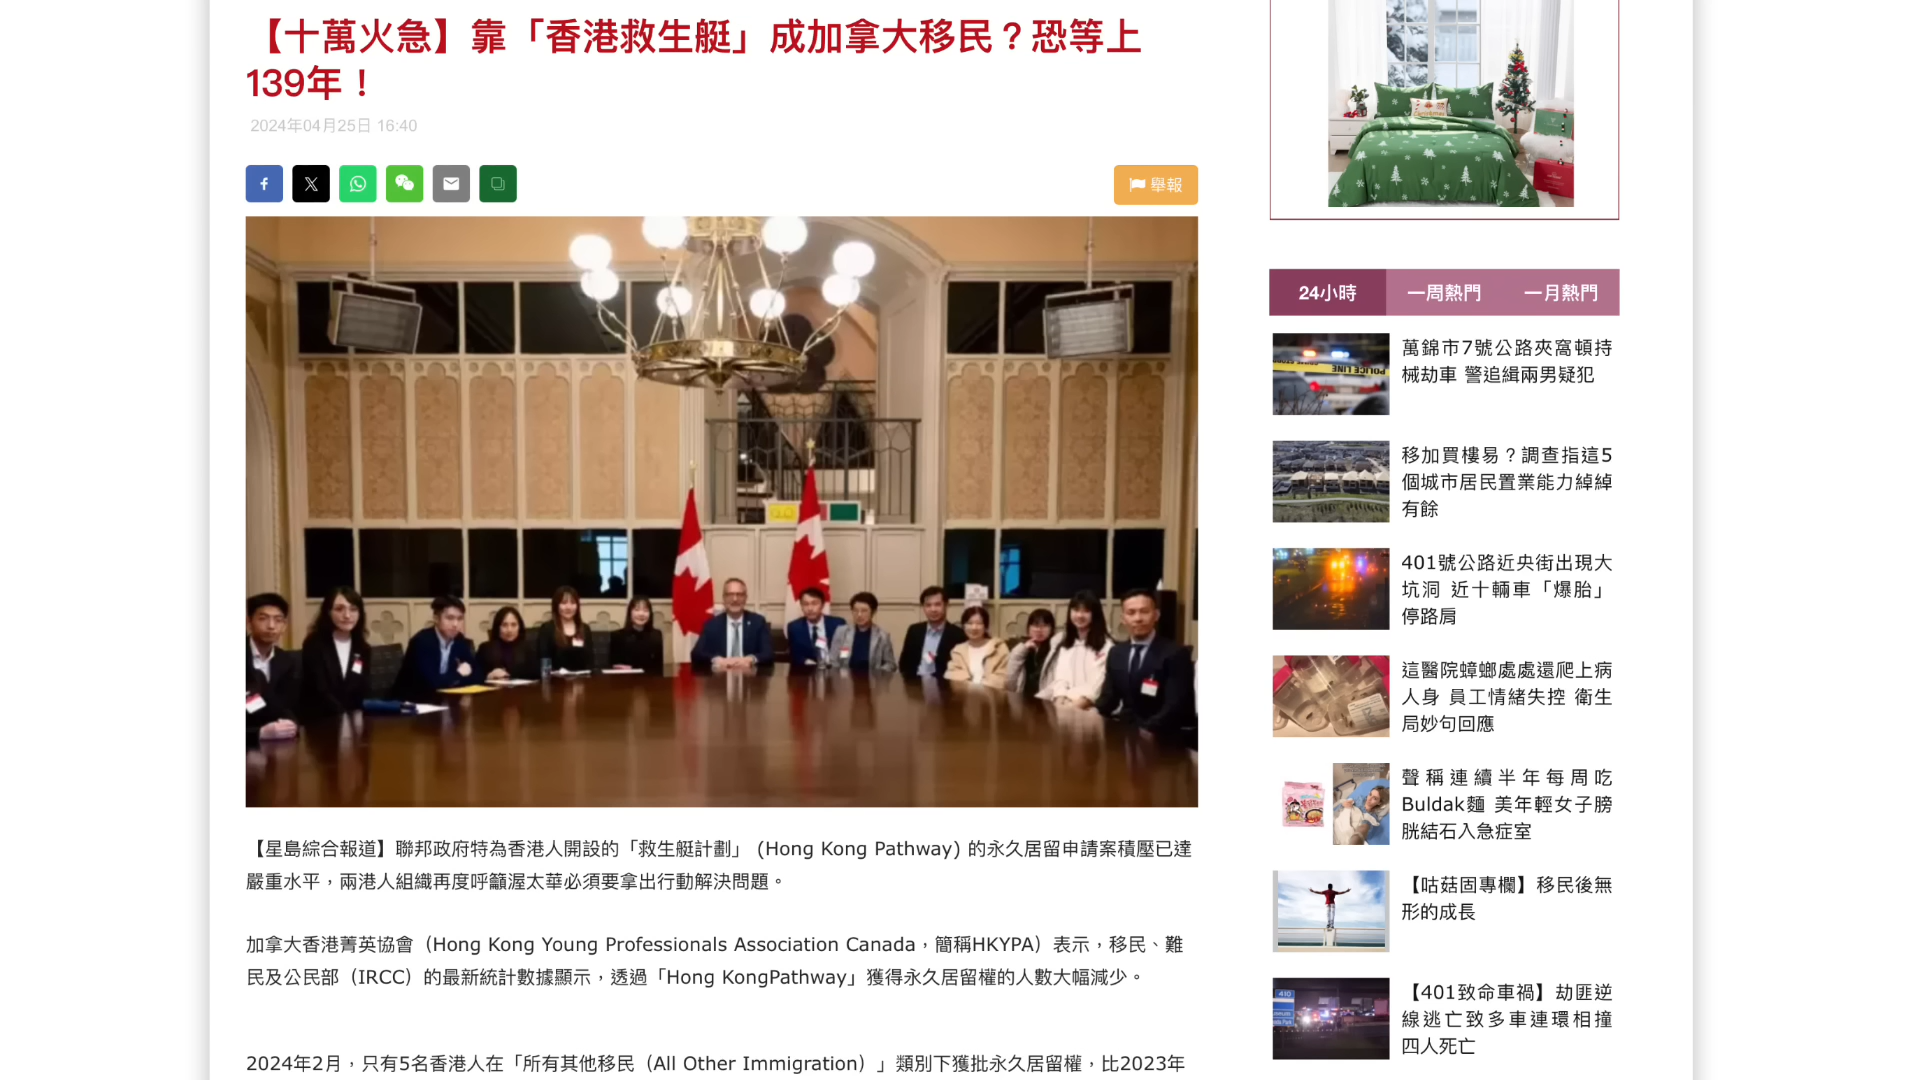 【十萬火急】靠「香港救生艇」成加拿大移民？恐等上
139年！
2024年04月25日 16:40
舉報
【星島綜合報道】聯邦政府特為香港人開設的「救生艇計劃」 (Hong Kong Pathway) 的永久居留申請案積壓已達
嚴重水平，兩港人組織再度呼籲渥太華必須要拿出行動解決問題。
加拿大香港菁英協會（Hong Kong Young Professionals Association Canada，簡稱HKYPA）表示，移民、難
民及公民部（IRCC）的最新統計數據顯示，透過「Hong KongPathway」獲得永久居留權的人數大幅減少。
2024年2月，只有5名香港人在「所有其他移民（All Other Immigration）」類別下獲批永久居留權，比2023年
24小時
一周熱門
一月熱門
萬錦市7號公路夾窩頓持
械劫車 警追緝兩男疑犯
POLICE LINE
移加買樓易？調查指這5
個城市居民置業能力綽綽
有餘
401號公路近央街出現大
坑洞 近十輛車「爆胎」
停路肩
這醫院蟑螂處處還爬上病
人身 員工情緒失控 衛生
局妙句回應
聲稱連續半年每周吃
Buldak麵 美年輕女子膀
胱結石入急症室
【咕菇固專欄】移民後無
形的成長
410
【401致命車禍】劫匪逆
線逃亡致多車連環相撞
四人死亡